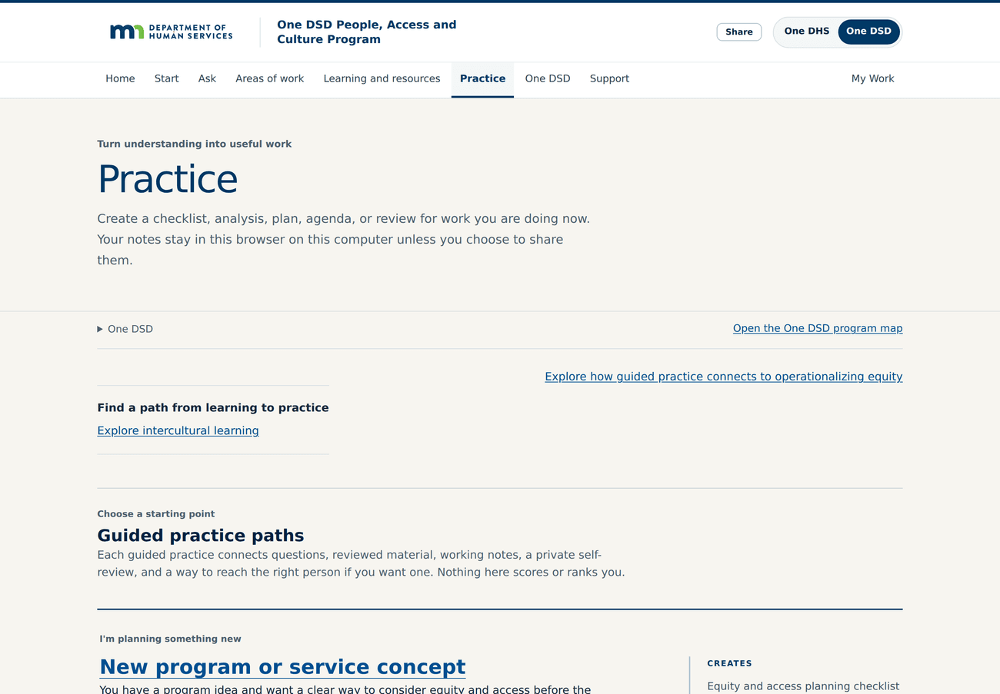 DEPARTMENT OF
HUMAN SERVICES
One DSD People, Access and
Culture Program
Share
One DHS
One DSD
Home
Start
Ask
Areas of work
Learning and resources
Practice
One DSD
Support
My Work
Turn understanding into useful work
Practice
Create a checklist, analysis, plan, agenda, or review for work you are doing now.
Your notes stay in this browser on this computer unless you choose to share
them.
One DSD
Open the One DSD program map
Explore how guided practice connects to operationalizing equity
Find a path from learning to practice
Explore intercultural learning
Choose a starting point
Guided practice paths
Each guided practice connects questions, reviewed material, working notes, a private self-
review, and a way to reach the right person if you want one. Nothing here scores or ranks you.
I'm planning something new
New program or service concept
CREATES
Equity and access planning checklist
You have a program idea and want a clear way to consider equity and access before the